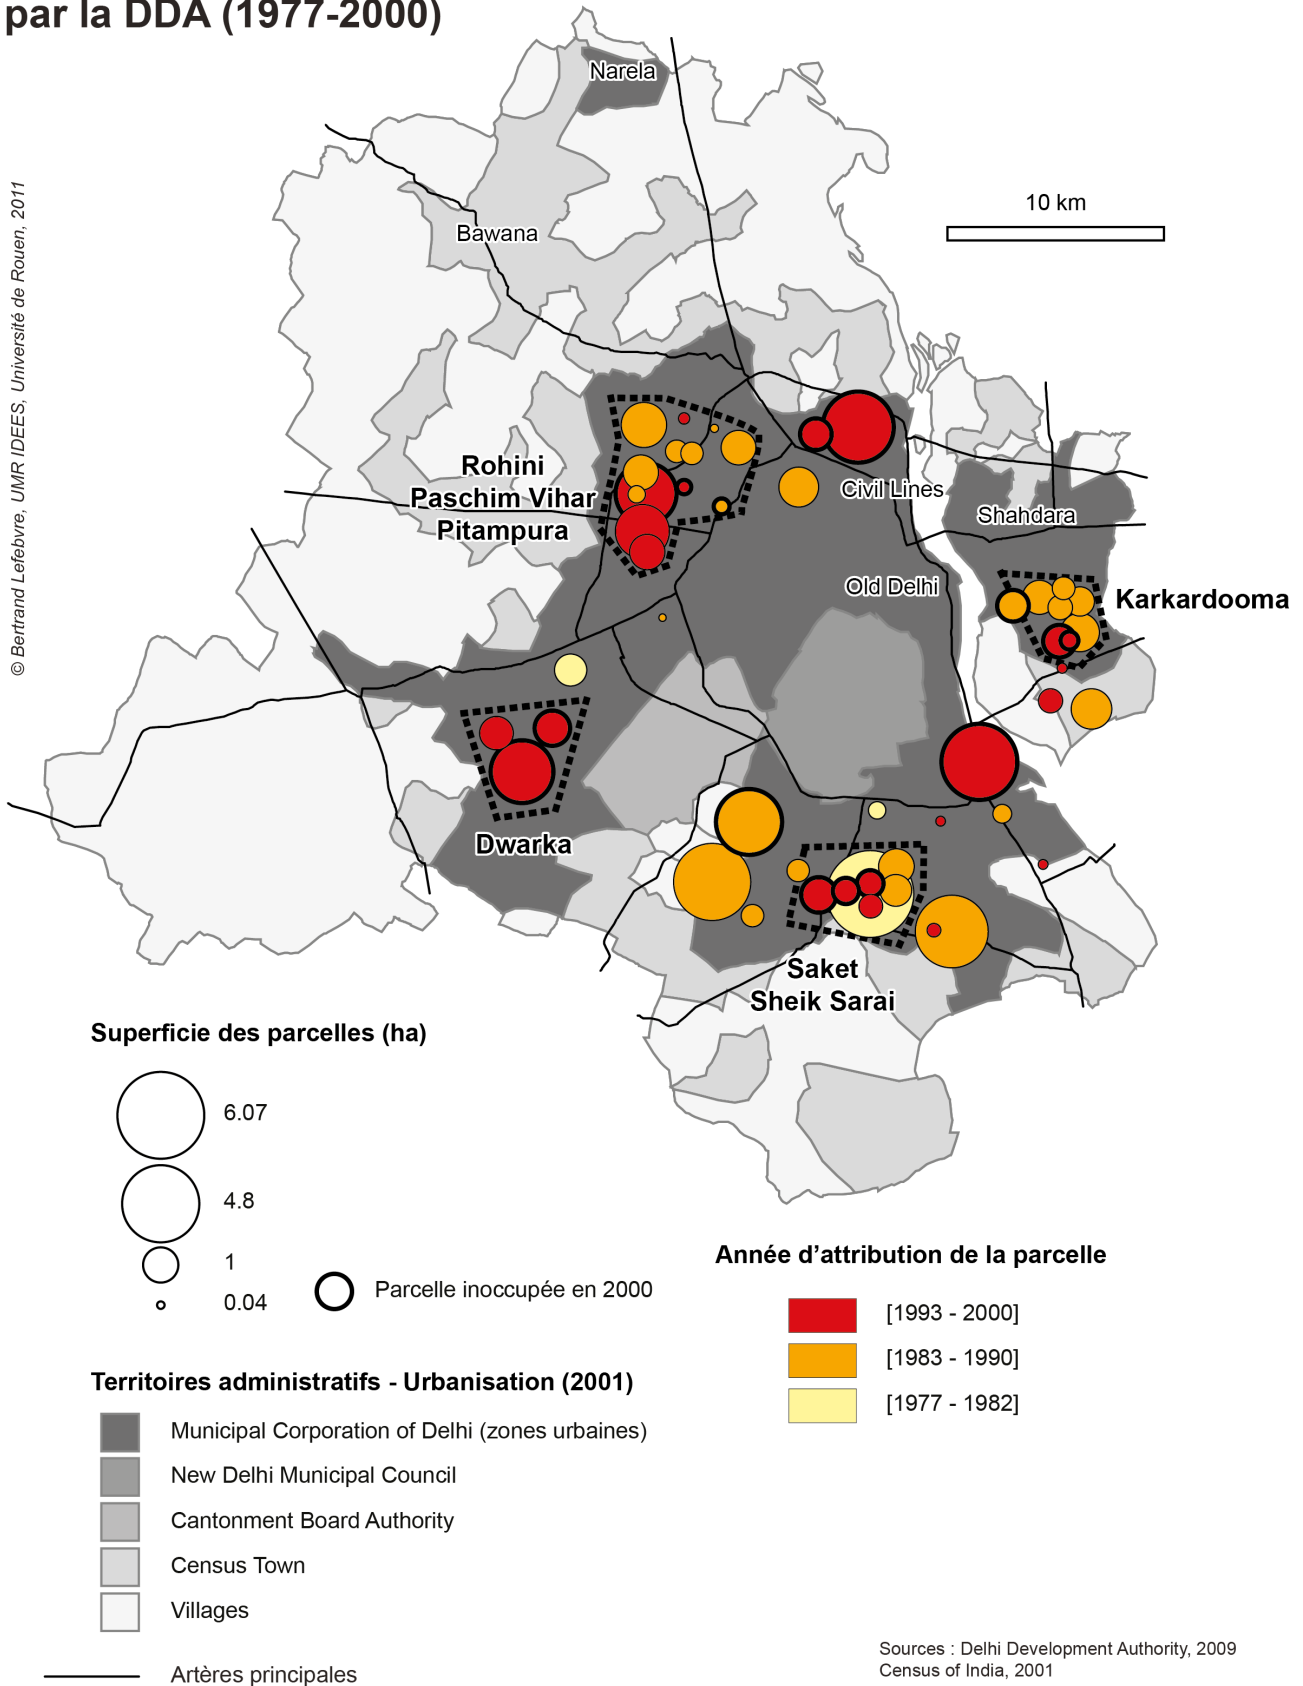 par la DDA (1977-2000)
Narela
© Bertrand Lefebvre, UMR IDEES, Université de Rouen, 2011
10 km
Bawana
Rohini
Paschim Vihar
Pitampura
Civil Lines
Shahdara
Old Delhi
Karkardooma
Dwarka
Saket
Sheik Sarai
Superficie des parcelles (ha)
6.07
4.8
1
0.04
Parcelle inoccupée en 2000
Année d’attribution de la parcelle
[1993 - 2000]
[1983 - 1990]
[1977 - 1982]
Territoires administratifs - Urbanisation (2001)
Municipal Corporation of Delhi (zones urbaines)
New Delhi Municipal Council
Cantonment Board Authority
Census Town
Villages
Artères principales
Sources : Delhi Development Authority, 2009
Census of India, 2001